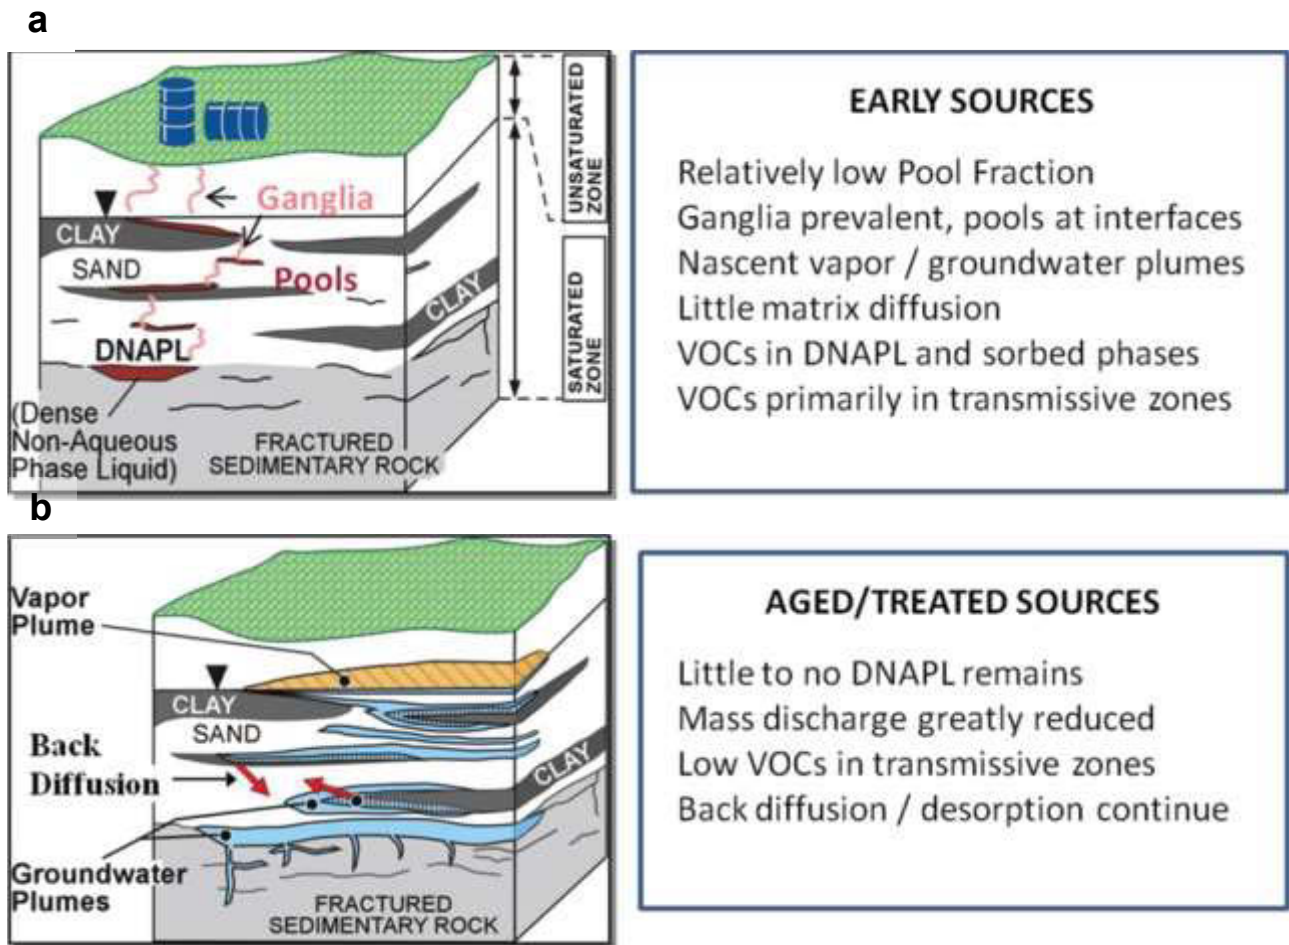 a
EARLY SOURCES
Relatively low Pool Fraction
Ganglia prevalent, pools at interfaces
Nascent vapor / groundwater plumes
Little matrix diffusion
VOCs in DNAPL and sorbed phases
VOCs primarily in transmissive zones
UNSATURATED
ZONE
SATURATED
ZONE
Ganglia
CLAY
SAND
Pools
CLAY
DNAPL
(Dense
Non-Aqueous
Phase Liquid)
FRACTURED
SEDIMENTARY ROCK
b
AGED/TREATED SOURCES
Little to no DNAPL remains
Mass discharge greatly reduced
Low VOCs in transmissive zones
Back diffusion / desorption continue
Vapor
Plume
CLAY
SAND
Back
Diffusion
CLAY
Groundwater
Plumes
FRACTURED
SEDIMENTARY ROCK